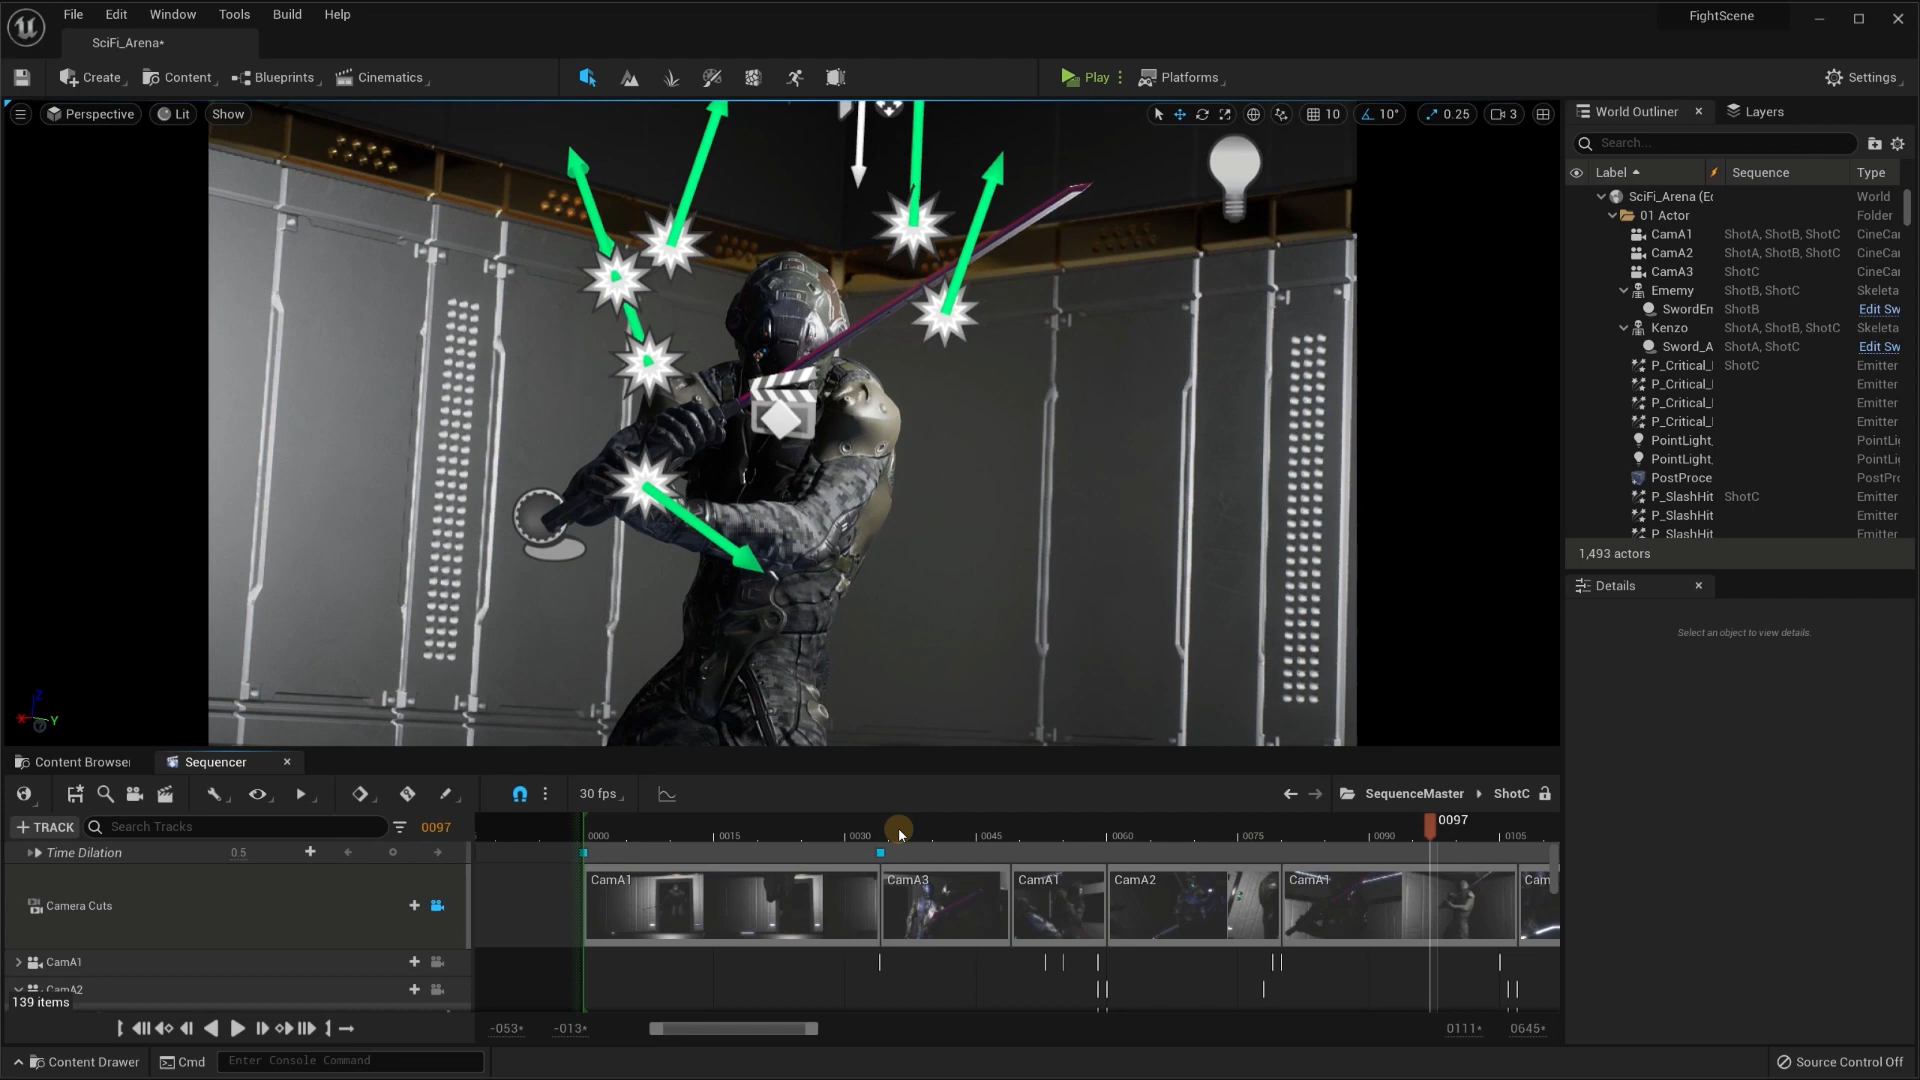 File Edit Window Tools Build Help
FightScene
SciFi_Arena*
Create Content Blueprints Cinematics Play Platforms Settings
Perspective Lit Show
10 10° 0.25 3
World Outliner Layers
Search...
Label Sequence Type
SciFi_Arena (Ec World
01 Actor Folder
CamA1 ShotA, ShotB, ShotC CineCa
CamA2 ShotA, ShotB, ShotC CineCa
CamA3 ShotC CineCa
Ememy ShotB, ShotC Skeleta
SwordEm ShotB Edit Sw
Kenzo ShotA, ShotB, ShotC Skeleta
Sword_A ShotA, ShotC Edit Sw
P_Critical_ ShotC Emitter
P_Critical_ Emitter
P_Critical_ Emitter
P_Critical_ Emitter
PointLight_ PointLi
PointLight_ PointLi
PostProce PostPro
P_SlashHit ShotC Emitter
P_SlashHit Emitter
P_SlashHit Emitter
1,493 actors
Details
Select an object to view details.
Z
X
Y
Content Browser Sequencer
30 fps
SequenceMaster ShotC
TRACK Search Tracks 0097
0000 0015 0030 0045 0060 0075 0090 0097 0105
Time Dilation 0.5
Camera Cuts
CamA1 CamA3 CamA1 CamA2 CamA1 Cam
CamA1
CamA2
139 items
-053* -013* 0111* 0645*
Content Drawer Cmd Enter Console Command Source Control Off